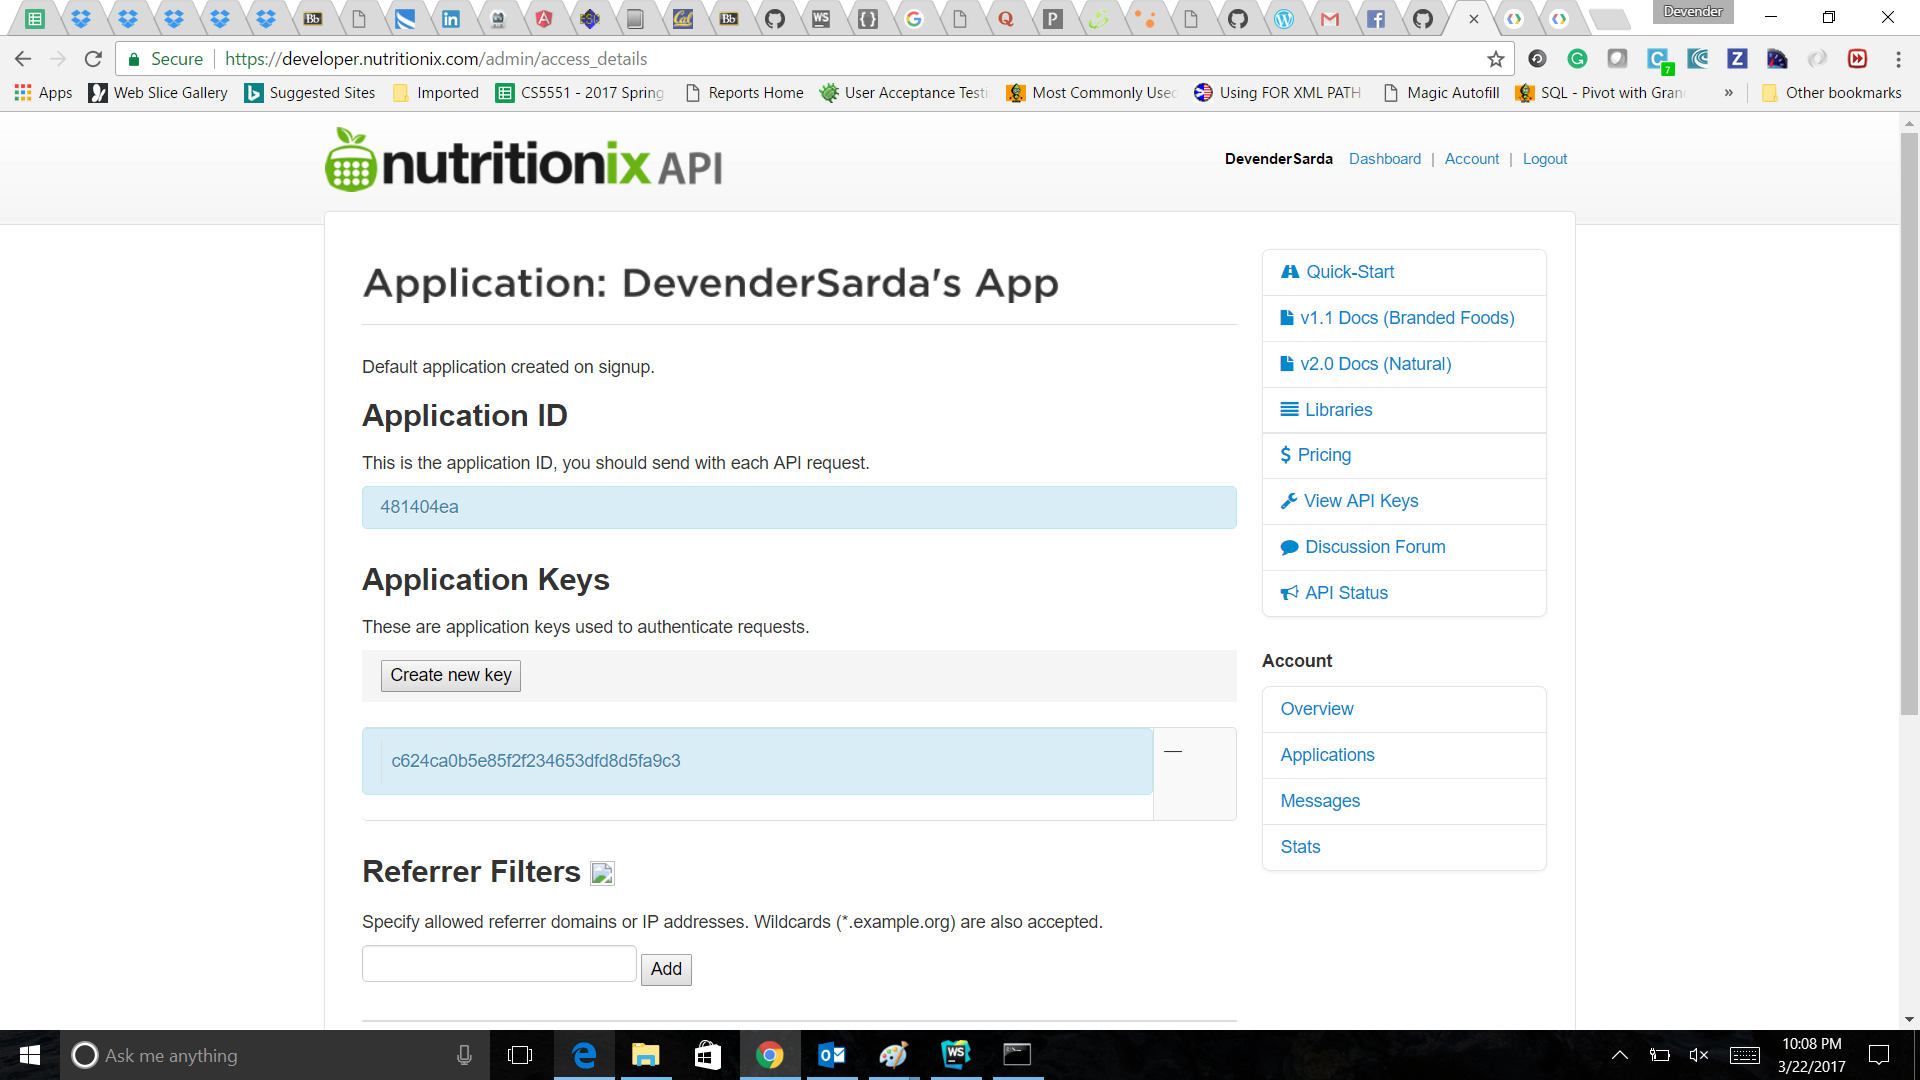 Devender
Secure https://developer.nutritionix.com/admin/access_details
7
Apps Web Slice Gallery Suggested Sites Imported CS5551 - 2017 Spring Reports Home User Acceptance Testi Most Commonly Used Using FOR XML PATH Magic Autofill SQL - Pivot with Gran » Other bookmarks
nutritionix API
DevenderSarda Dashboard | Account | Logout
Application: DevenderSarda's App
Default application created on signup.
Application ID
This is the application ID, you should send with each API request.
481404ea
Application Keys
These are application keys used to authenticate requests.
Create new key
c624ca0b5e85f2f234653dfd8d5fa9c3
—
Referrer Filters
Specify allowed referrer domains or IP addresses. Wildcards (*.example.org) are also accepted.
Add
Quick-Start
v1.1 Docs (Branded Foods)
v2.0 Docs (Natural)
Libraries
Pricing
View API Keys
Discussion Forum
API Status
Account
Overview
Applications
Messages
Stats
Ask me anything
10:08 PM
3/22/2017